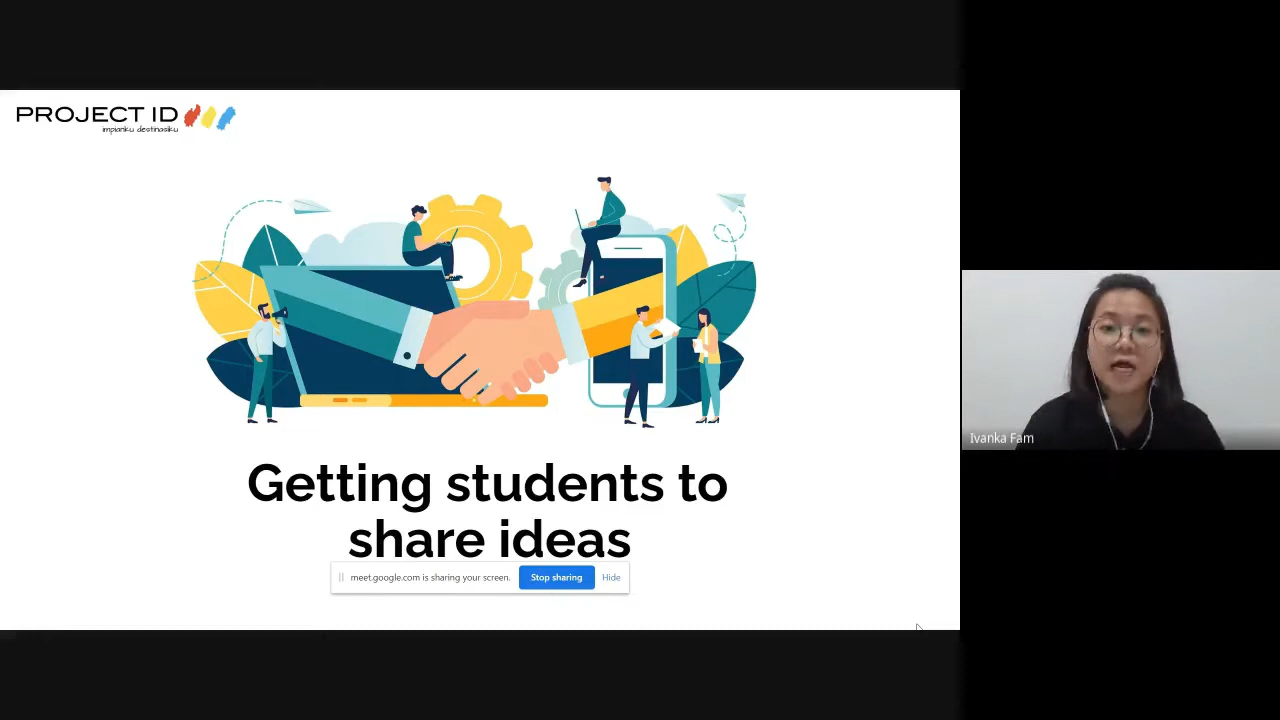 PROJECT ID
impianku destinasiku
Getting students to
share ideas
meet.google.com is sharing your screen. Stop sharing Hide
Ivanka Fam